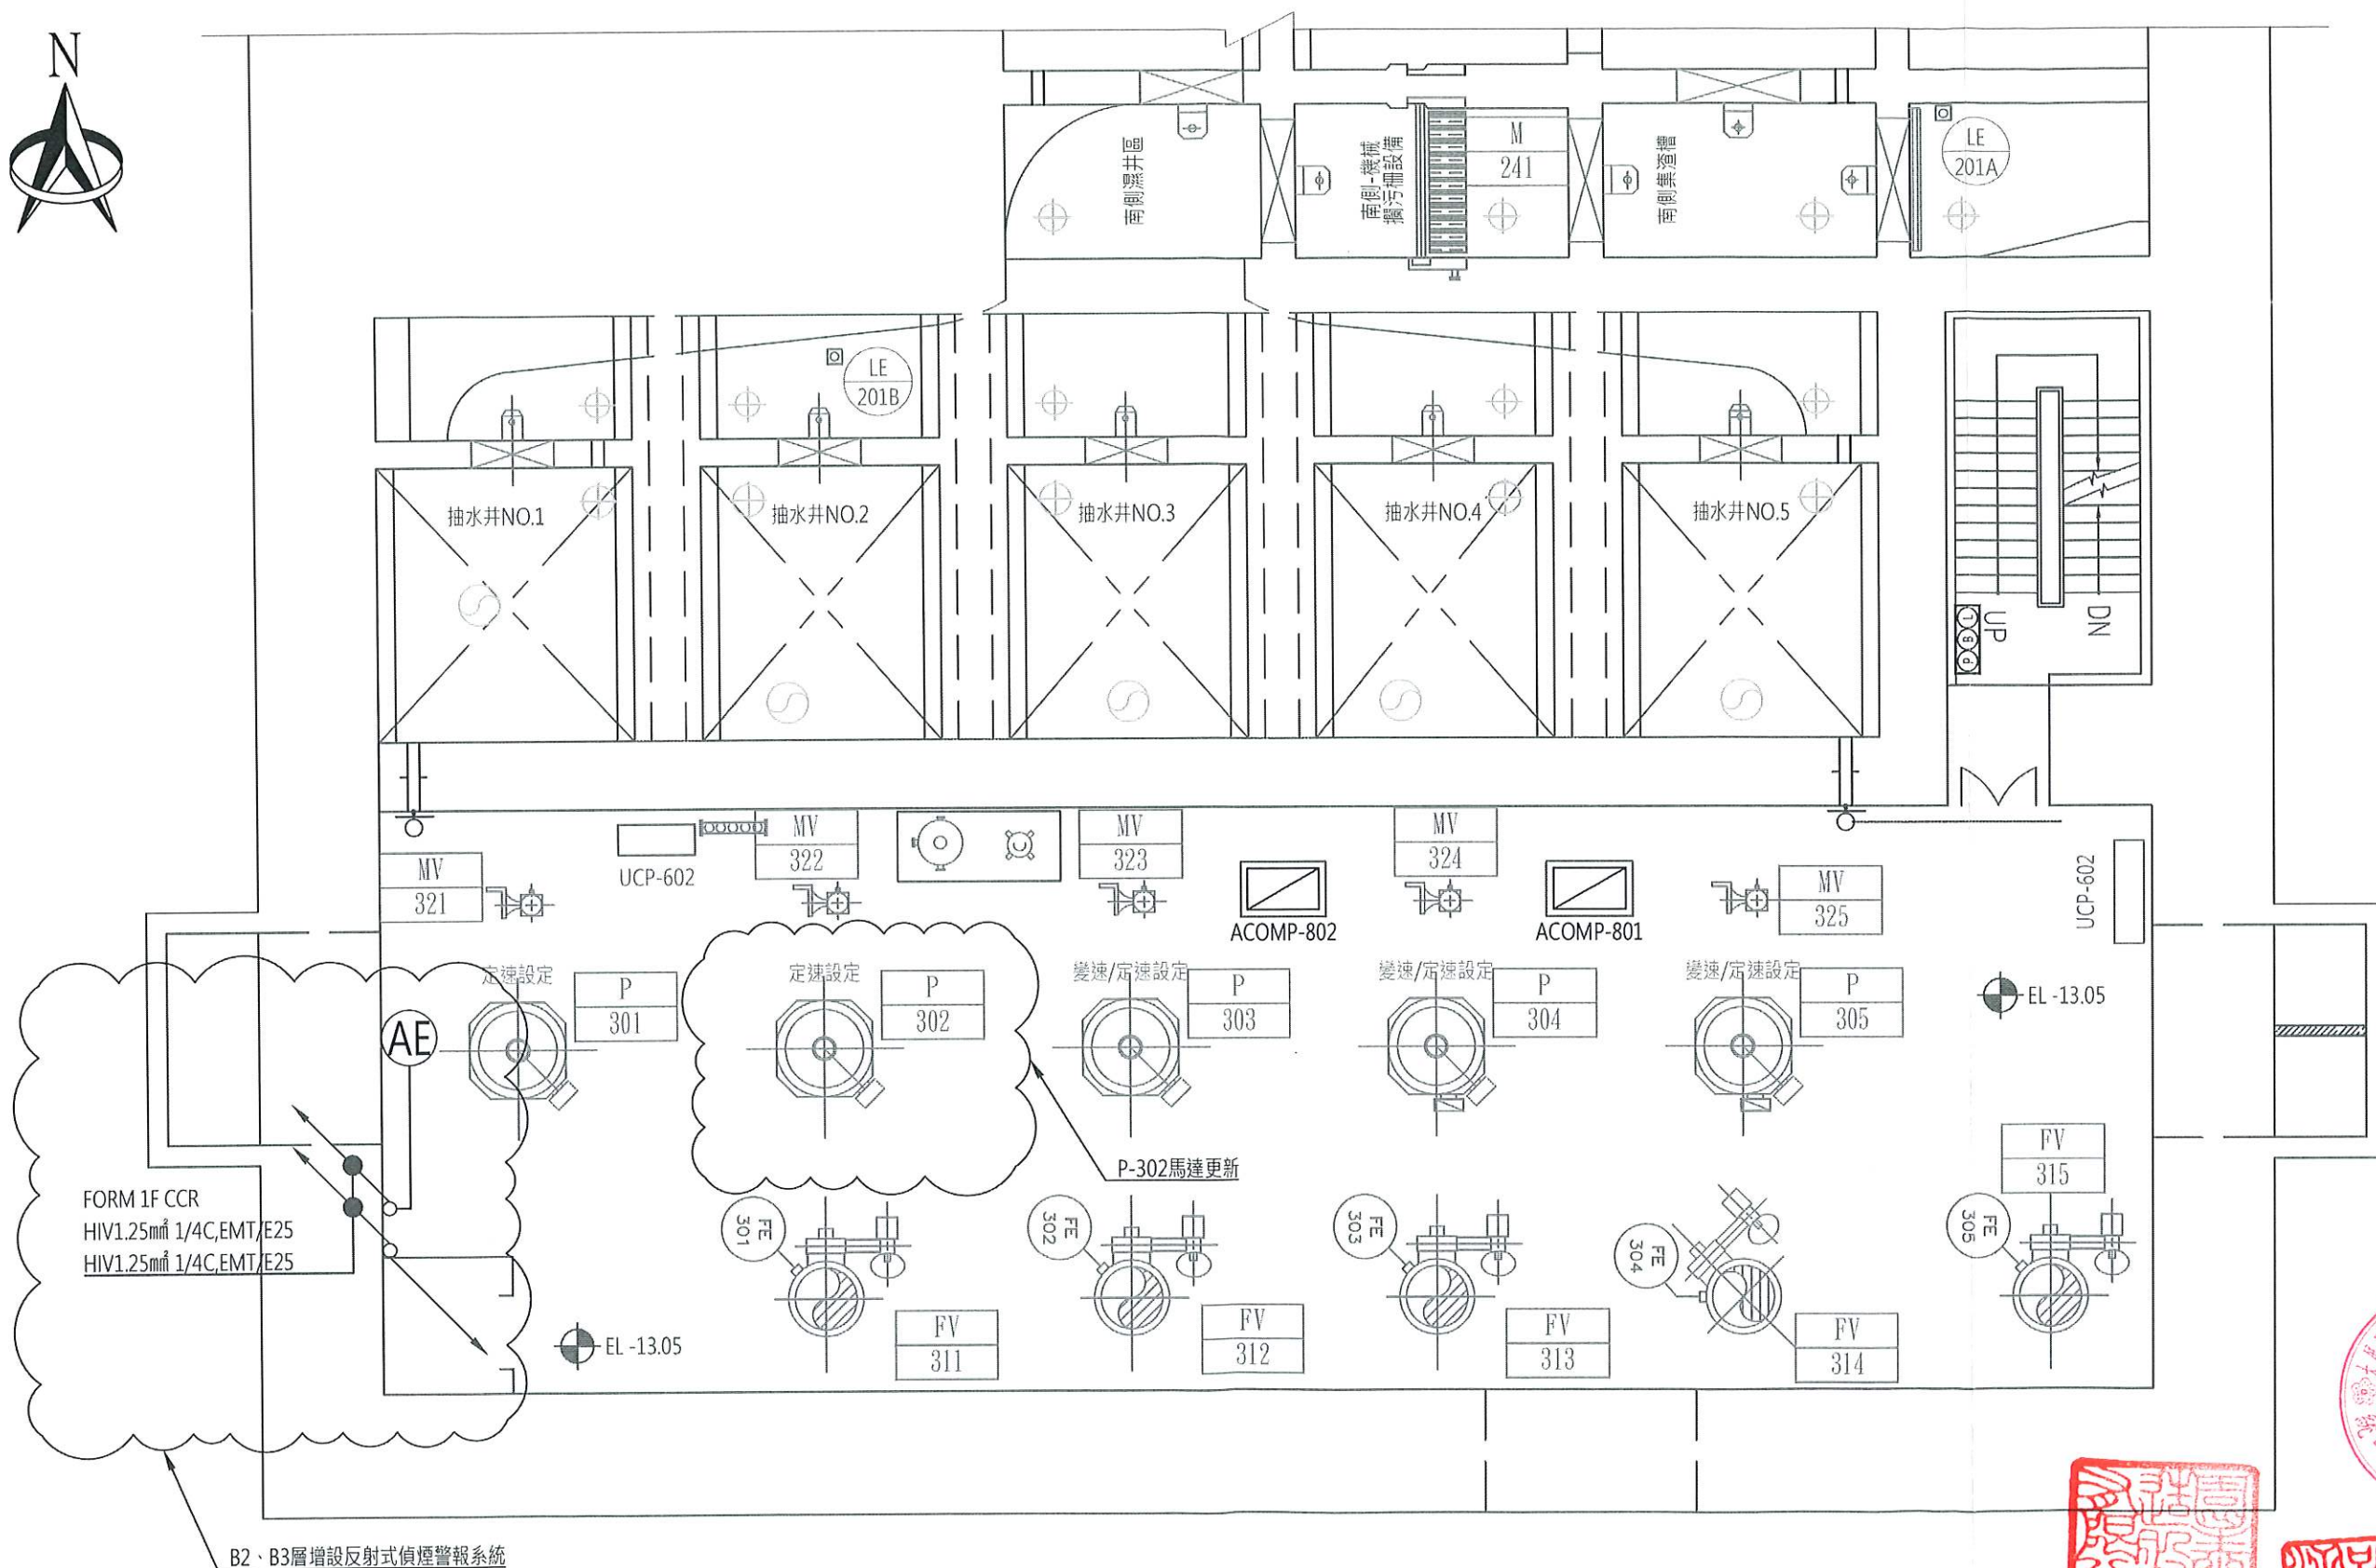 N
南側濕井區
南側-機械
攔污柵設備
M
241
南側集渣槽
LE
201A
LE
201B
抽水井NO.1
抽水井NO.2
抽水井NO.3
抽水井NO.4
抽水井NO.5
UP
DN
L
B
P
MV
321
UCP-602
MV
322
MV
323
ACOMP-802
MV
324
ACOMP-801
MV
325
UCP-602
定速設定
P
301
定速設定
P
302
變速/定速設定
P
303
變速/定速設定
P
304
變速/定速設定
P
305
EL -13.05
AE
P-302馬達更新
FORM 1F CCR
HIV1.25㎟ 1/4C,EMT/E25
HIV1.25㎟ 1/4C,EMT/E25
FE
301
FE
302
FE
303
FE
304
FE
305
FV
315
FV
311
FV
312
FV
313
FV
314
EL -13.05
B2、B3層增設反射式偵煙警報系統